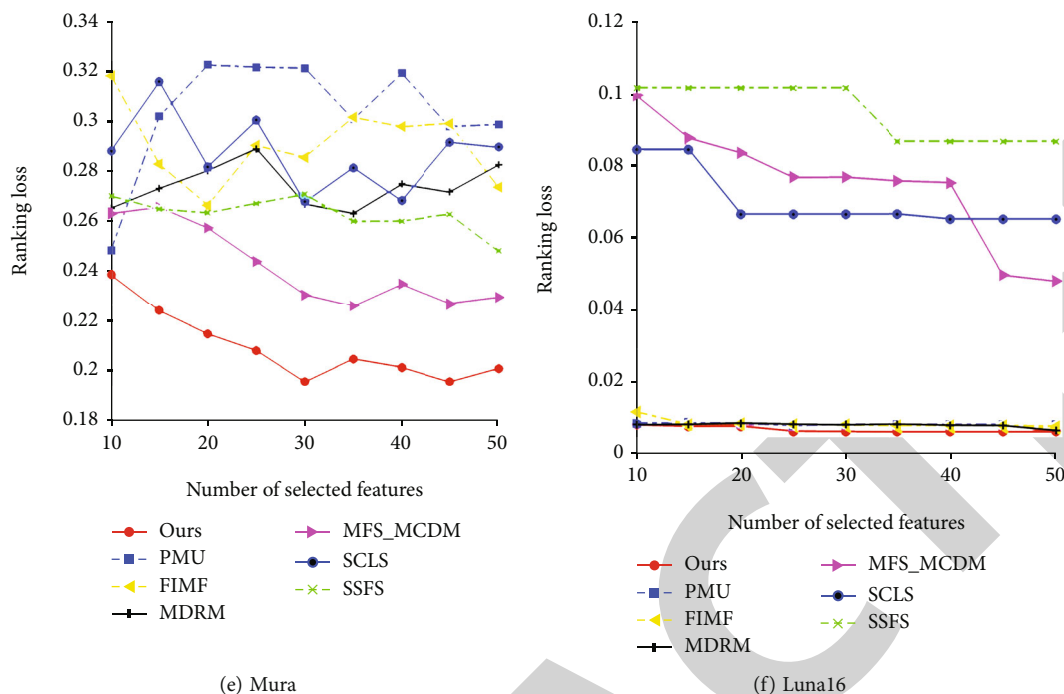 0.34
0.32
0.3
0.28
0.26
0.24
0.22
0.2
0.18
Ranking loss
10 20 30 40 50
Number of selected features
Ours
PMU
FIMF
MDRM
MFS_MCDM
SCLS
SSFS
(e) Mura
0.12
0.1
0.08
0.06
0.04
0.02
0
Ranking loss
10 20 30 40 50
Number of selected features
Ours
PMU
FIMF
MDRM
MFS_MCDM
SCLS
SSFS
(f) Luna16